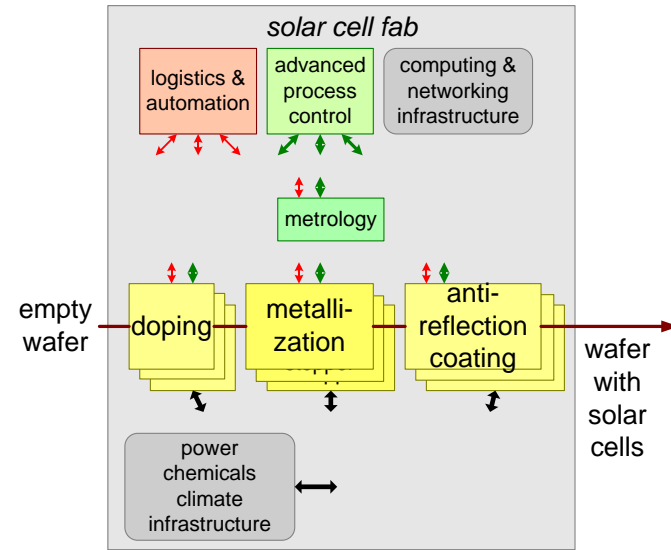 solar cell fab
logistics &
automation
advanced
process
control
computing &
networking
infrastructure
metrology
empty
wafer
doping
metalli-
zation
anti-
reflection
coating
wafer
with
solar
cells
power
chemicals
climate
infrastructure